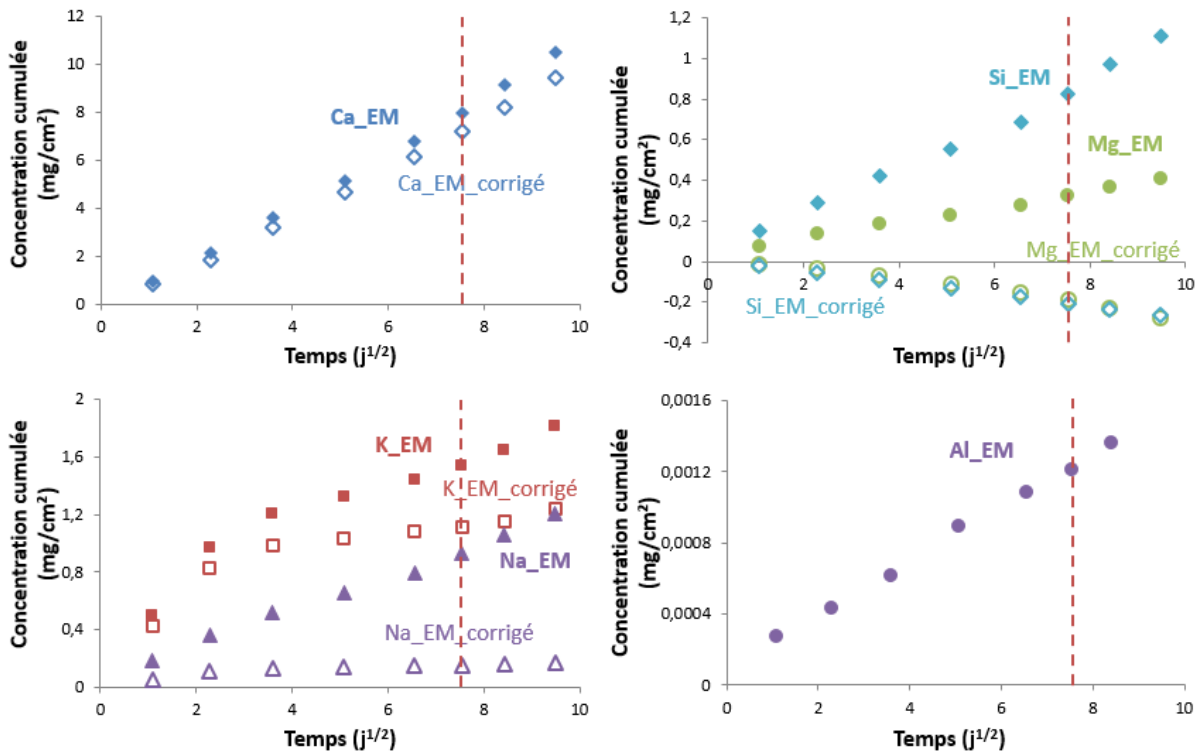 Concentration cumulée
(mg/cm²)
12
10
8
6
4
2
0
Ca_EM
Ca_EM_corrigé
0 2 4 6 8 10
Temps (j^1/2)
Concentration cumulée
(mg/cm²)
1,2
1
0,8
0,6
0,4
0,2
0
-0,2
-0,4
Si_EM
Mg_EM
Mg_EM_corrigé
Si_EM_corrigé
0 2 4 6 8 10
Temps (j^1/2)
Concentration cumulée
(mg/cm²)
2
1,6
1,2
0,8
0,4
0
K_EM
K_EM_corrigé
Na_EM
Na_EM_corrigé
0 2 4 6 8 10
Temps (j^1/2)
Concentration cumulée
(mg/cm²)
0,0016
0,0012
0,0008
0,0004
0
Al_EM
0 2 4 6 8 10
Temps (j^1/2)